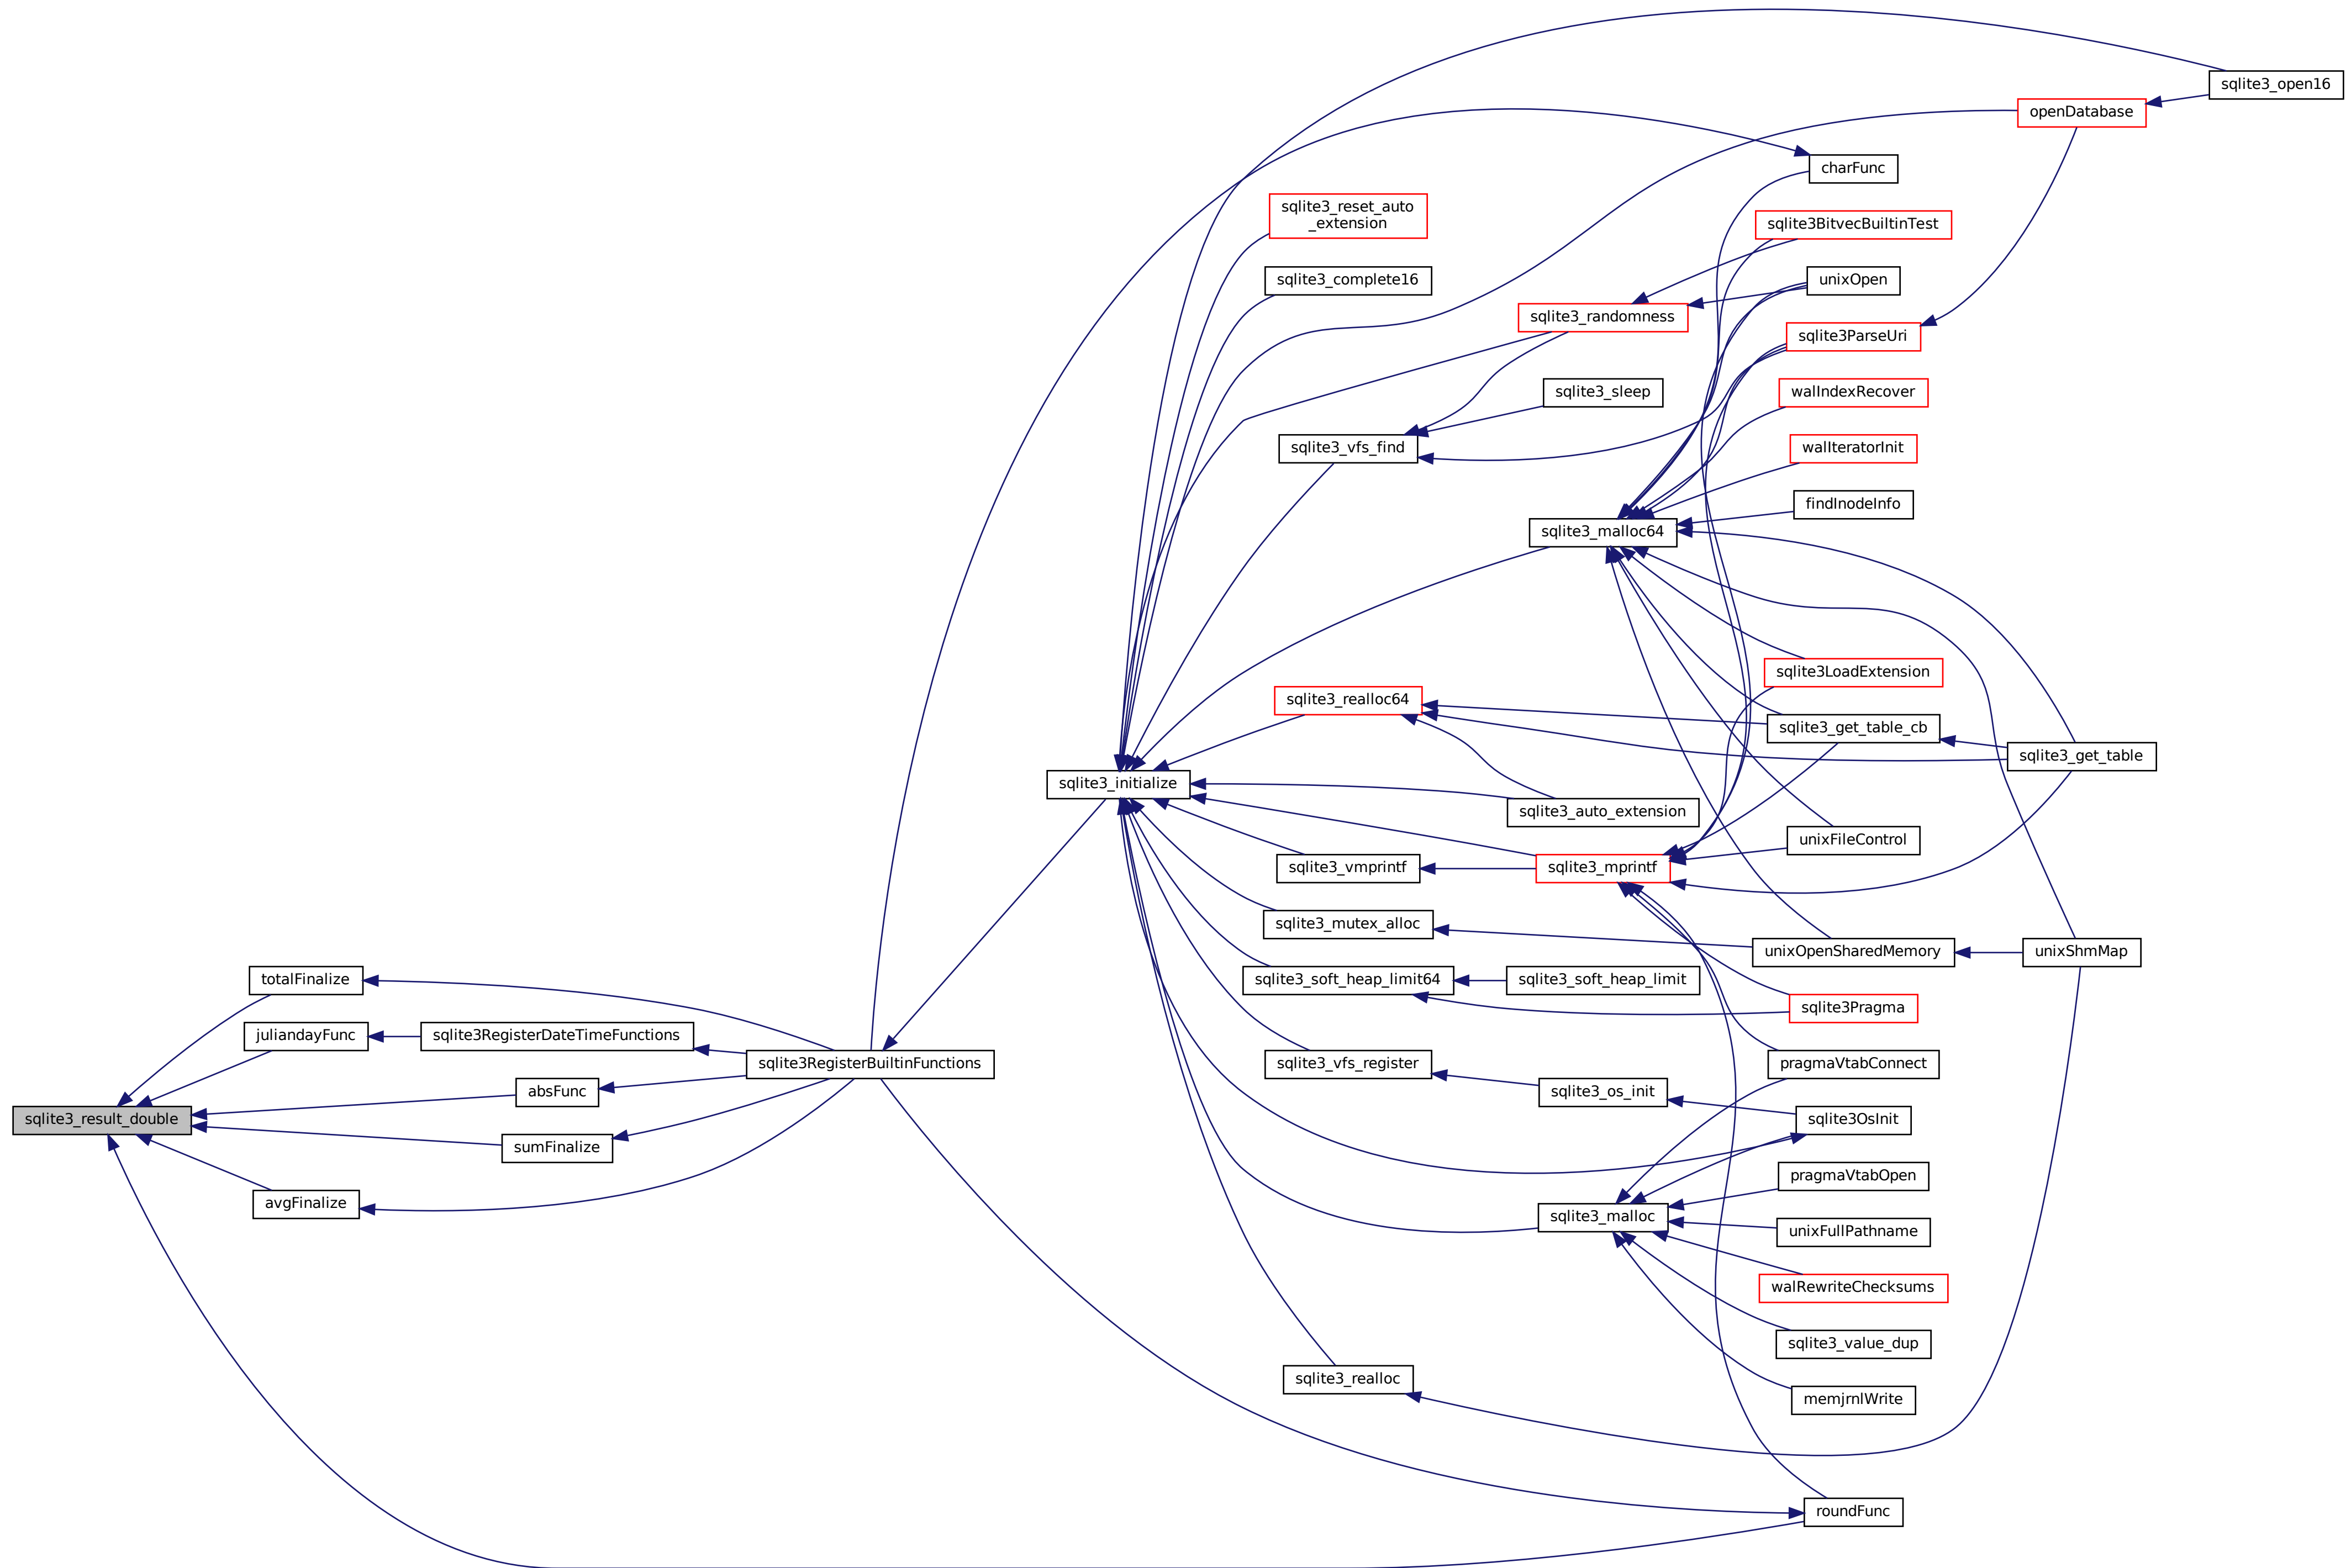 sqlite3_open16
openDatabase
charFunc
sqlite3_reset_auto
_extension
sqlite3BitvecBuiltinTest
sqlite3_complete16
unixOpen
sqlite3_randomness
sqlite3ParseUri
sqlite3_sleep
walIndexRecover
sqlite3_vfs_find
walIteratorInit
findInodeInfo
sqlite3_malloc64
sqlite3LoadExtension
sqlite3_realloc64
sqlite3_get_table_cb
sqlite3_get_table
sqlite3_initialize
sqlite3_auto_extension
unixFileControl
sqlite3_vmprintf
sqlite3_mprintf
sqlite3_mutex_alloc
unixOpenSharedMemory
unixShmMap
totalFinalize
sqlite3_soft_heap_limit64
sqlite3_soft_heap_limit
sqlite3Pragma
juliandayFunc
sqlite3RegisterDateTimeFunctions
sqlite3RegisterBuiltinFunctions
sqlite3_vfs_register
pragmaVtabConnect
absFunc
sqlite3_os_init
sqlite3_result_double
sqlite3OsInit
sumFinalize
pragmaVtabOpen
avgFinalize
sqlite3_malloc
unixFullPathname
walRewriteChecksums
sqlite3_value_dup
sqlite3_realloc
memjrnlWrite
roundFunc